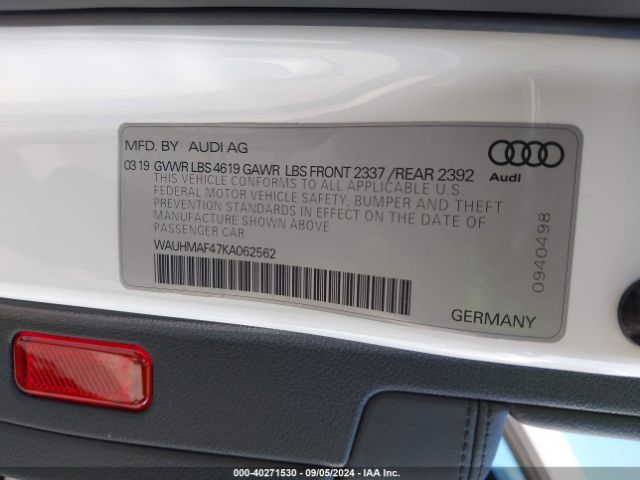 MFD. BY AUDI AG
03 19 GVWR LBS 4619 GAWR LBS FRONT 2337 /REAR 2392
THIS VEHICLE CONFORMS TO ALL APPLICABLE U S
FEDERAL MOTOR VEHICLE SAFETY, BUMPER AND THEFT
PREVENTION STANDARDS IN EFFECT ON THE DATE OF
MANUFACTURE SHOWN ABOVE
PASSENGER CAR
WAUHMAF47KA062562
Audi
0940498
GERMANY
000-40271530 - 09/05/2024 - IAA Inc.